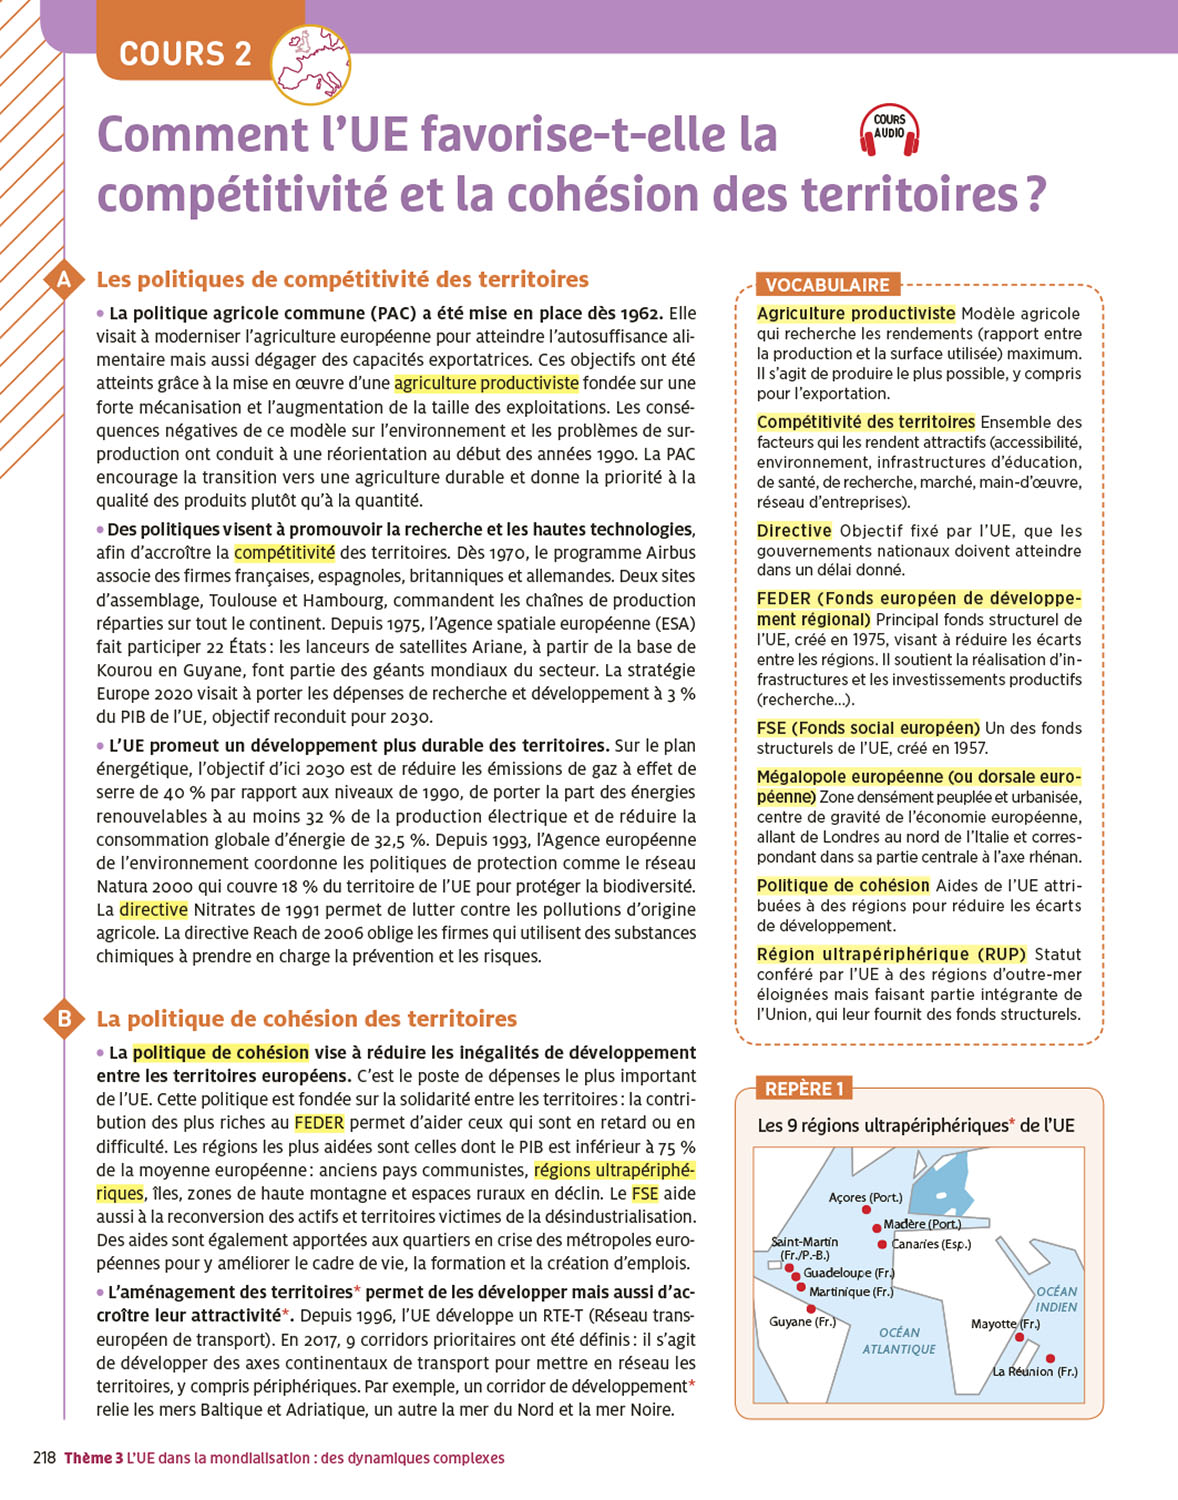 COURS 2
Comment l'UE favorise-t-elle la
compétitivité et la cohésion des territoires ?
COURS
AUDIO
A Les politiques de compétitivité des territoires
• La politique agricole commune (PAC) a été mise en place dès 1962. Elle
visait à moderniser l'agriculture européenne pour atteindre l'autosuffisance ali-
mentaire mais aussi dégager des capacités exportatrices. Ces objectifs ont été
atteints grâce à la mise en œuvre d'une agriculture productiviste fondée sur une
forte mécanisation et l'augmentation de la taille des exploitations. Les consé-
quences négatives de ce modèle sur l'environnement et les problèmes de sur-
production ont conduit à une réorientation au début des années 1990. La PAC
encourage la transition vers une agriculture durable et donne la priorité à la
qualité des produits plutôt qu'à la quantité.
• Des politiques visent à promouvoir la recherche et les hautes technologies,
afin d'accroître la compétitivité des territoires. Dès 1970, le programme Airbus
associe des firmes françaises, espagnoles, britanniques et allemandes. Deux sites
d'assemblage, Toulouse et Hambourg, commandent les chaînes de production
réparties sur tout le continent. Depuis 1975, l'Agence spatiale européenne (ESA)
fait participer 22 États : les lanceurs de satellites Ariane, à partir de la base de
Kourou en Guyane, font partie des géants mondiaux du secteur. La stratégie
Europe 2020 visait à porter les dépenses de recherche et développement à 3 %
du PIB de l'UE, objectif reconduit pour 2030.
• L'UE promeut un développement plus durable des territoires. Sur le plan
énergétique, l'objectif d'ici 2030 est de réduire les émissions de gaz à effet de
serre de 40 % par rapport aux niveaux de 1990, de porter la part des énergies
renouvelables à au moins 32 % de la production électrique et de réduire la
consommation globale d'énergie de 32,5 %. Depuis 1993, l'Agence européenne
de l'environnement coordonne les politiques de protection comme le réseau
Natura 2000 qui couvre 18 % du territoire de l'UE pour protéger la biodiversité.
La directive Nitrates de 1991 permet de lutter contre les pollutions d'origine
agricole. La directive Reach de 2006 oblige les firmes qui utilisent des substances
chimiques à prendre en charge la prévention et les risques.
B La politique de cohésion des territoires
• La politique de cohésion vise à réduire les inégalités de développement
entre les territoires européens. C'est le poste de dépenses le plus important
de l'UE. Cette politique est fondée sur la solidarité entre les territoires : la contri-
bution des plus riches au FEDER permet d'aider ceux qui sont en retard ou en
difficulté. Les régions les plus aidées sont celles dont le PIB est inférieur à 75 %
de la moyenne européenne : anciens pays communistes, régions ultrapériphé-
riques, îles, zones de haute montagne et espaces ruraux en déclin. Le FSE aide
aussi à la reconversion des actifs et territoires victimes de la désindustrialisation.
Des aides sont également apportées aux quartiers en crise des métropoles euro-
péennes pour y améliorer le cadre de vie, la formation et la création d'emplois.
• L'aménagement des territoires* permet de les développer mais aussi d'ac-
croître leur attractivité*. Depuis 1996, l'UE développe un RTE-T (Réseau trans-
européen de transport). En 2017, 9 corridors prioritaires ont été définis : il s'agit
de développer des axes continentaux de transport pour mettre en réseau les
territoires, y compris périphériques. Par exemple, un corridor de développement*
relie les mers Baltique et Adriatique, un autre la mer du Nord et la mer Noire.
VOCABULAIRE
Agriculture productiviste Modèle agricole
qui recherche les rendements (rapport entre
la production et la surface utilisée) maximum.
Il s'agit de produire le plus possible, y compris
pour l'exportation.
Compétitivité des territoires Ensemble des
facteurs qui les rendent attractifs (accessibilité,
environnement, infrastructures d'éducation,
de santé, de recherche, marché, main-d'œuvre,
réseau d'entreprises).
Directive Objectif fixé par l'UE, que les
gouvernements nationaux doivent atteindre
dans un délai donné.
FEDER (Fonds européen de développe-
ment régional) Principal fonds structurel de
l'UE, créé en 1975, visant à réduire les écarts
entre les régions. Il soutient la réalisation d'in-
frastructures et les investissements productifs
(recherche...).
FSE (Fonds social européen) Un des fonds
structurels de l'UE, créé en 1957.
Mégalopole européenne (ou dorsale euro-
péenne) Zone densément peuplée et urbanisée,
centre de gravité de l'économie européenne,
allant de Londres au nord de l'Italie et corres-
pondant dans sa partie centrale à l'axe rhénan.
Politique de cohésion Aides de l'UE attri-
buées à des régions pour réduire les écarts
de développement.
Région ultrapériphérique (RUP) Statut
conféré par l'UE à des régions d'outre-mer
éloignées mais faisant partie intégrante de
l'Union, qui leur fournit des fonds structurels.
REPÈRE 1
Les 9 régions ultrapériphériques* de l'UE
Açores (Port.)
Madère (Port.)
Canaries (Esp.)
Saint-Martin
(Fr./P.-B.)
Guadeloupe (Fr.)
Martinique (Fr.)
Guyane (Fr.)
OCÉAN
ATLANTIQUE
OCÉAN
INDIEN
Mayotte (Fr.)
La Réunion (Fr.)
218 Thème 3 L'UE dans la mondialisation : des dynamiques complexes